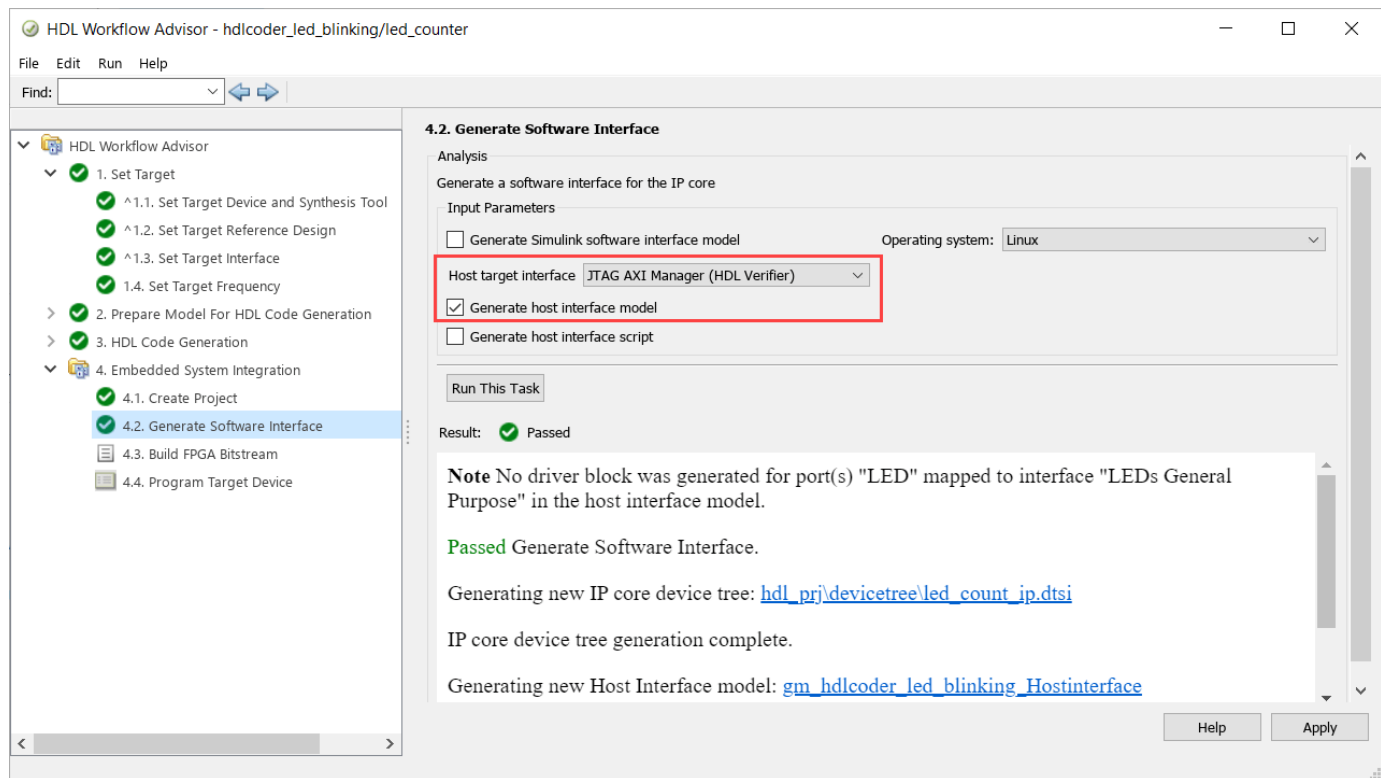 HDL Workflow Advisor - hdlcoder_led_blinking/led_counter
File Edit Run Help
Find:
HDL Workflow Advisor
1. Set Target
^1.1. Set Target Device and Synthesis Tool
^1.2. Set Target Reference Design
^1.3. Set Target Interface
1.4. Set Target Frequency
2. Prepare Model For HDL Code Generation
3. HDL Code Generation
4. Embedded System Integration
4.1. Create Project
4.2. Generate Software Interface
4.3. Build FPGA Bitstream
4.4. Program Target Device
4.2. Generate Software Interface
Analysis
Generate a software interface for the IP core
Input Parameters
Generate Simulink software interface model Operating system: Linux
Host target interface JTAG AXI Manager (HDL Verifier)
Generate host interface model
Generate host interface script
Run This Task
Result: Passed
Note No driver block was generated for port(s) "LED" mapped to interface "LEDs General
Purpose" in the host interface model.
Passed Generate Software Interface.
Generating new IP core device tree: hdl_prj\devicetree\led_count_ip.dtsi
IP core device tree generation complete.
Generating new Host Interface model: gm_hdlcoder_led_blinking_Hostinterface
Help Apply